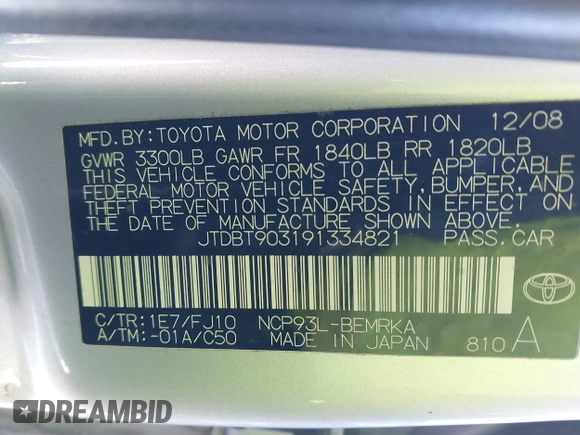 MFD. BY: TOYOTA MOTOR CORPORATION 12/08
GVWR 3300LB GAWR FR 1840LB RR 1820LB
THIS VEHICLE CONFORMS TO ALL APPLICABLE
FEDERAL MOTOR VEHICLE SAFETY, BUMPER, AND
THEFT PREVENTION STANDARDS IN EFFECT ON
THE DATE OF MANUFACTURE SHOWN ABOVE.
JTDBT903191334821 PASS. CAR
C/TR: 1E7/FJ10 NCP93L-BEMRKA
A/TM: -01A/C50 MADE IN JAPAN 810 A
TOYOTA
DREAMBID